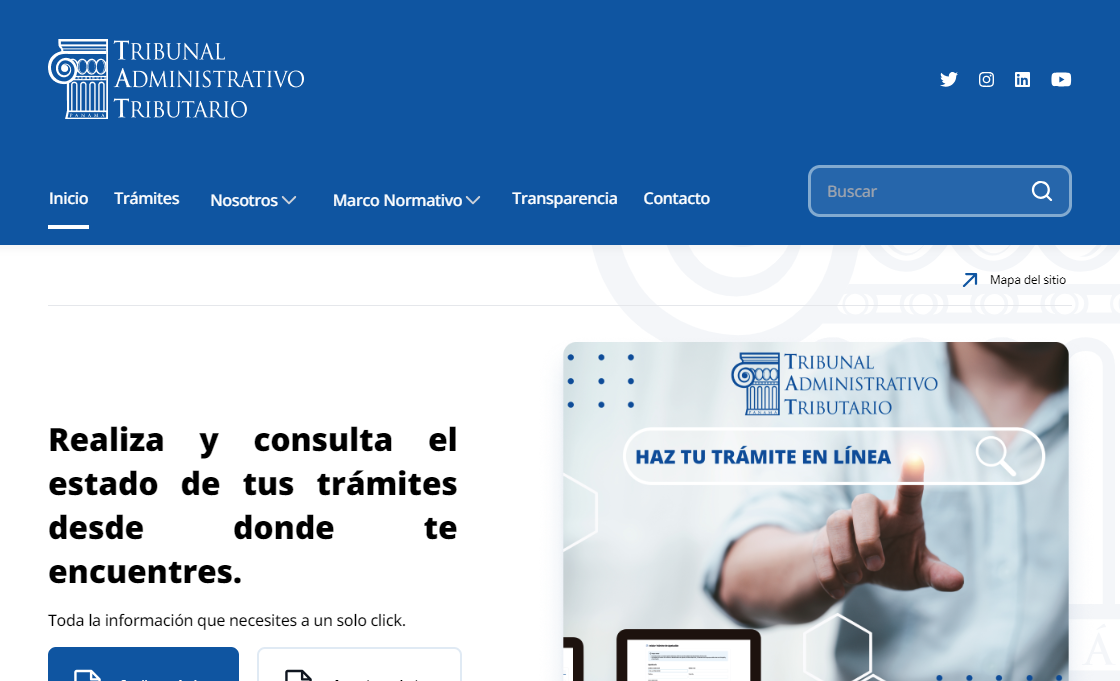 TRIBUNAL
ADMINISTRATIVO
TRIBUTARIO
PANAMÁ
Inicio
Trámites
Nosotros
Marco Normativo
Transparencia
Contacto
Buscar
Mapa del sitio
Realiza y consulta el
estado de tus trámites
desde donde te
encuentres.
Toda la información que necesites a un solo click.
TRIBUNAL
ADMINISTRATIVO
TRIBUTARIO
HAZ TU TRÁMITE EN LÍNEA